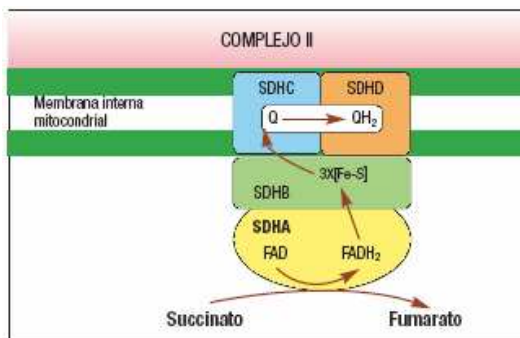 COMPLEJO II
SDHC
SDHD
Membrana interna
mitocondrial
Q
QH₂
3X[Fe-S]
SDHB
SDHA
FAD
FADH₂
Succinato
Fumarato